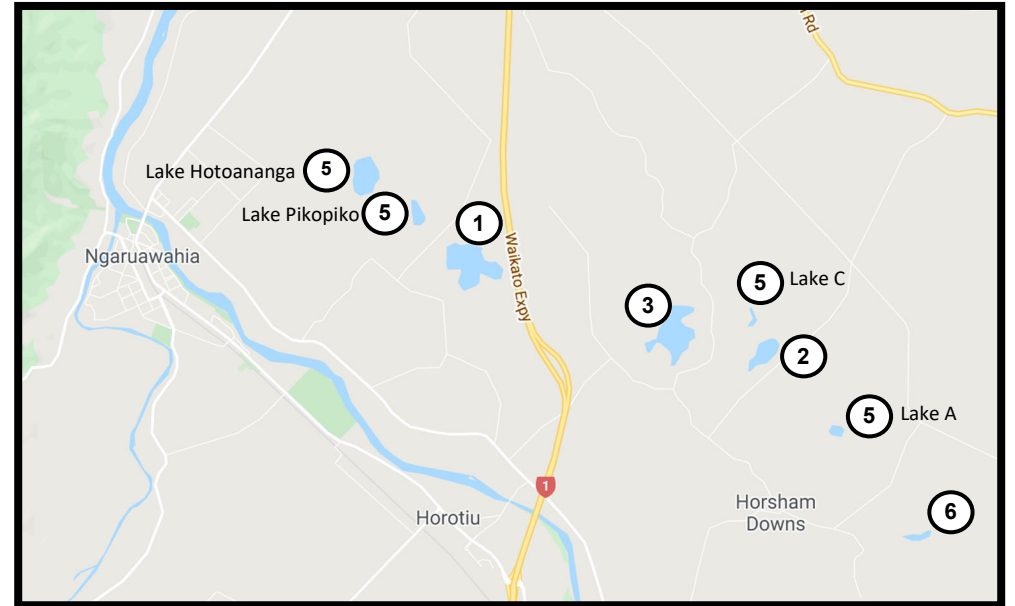 Rd
Lake Hotoananga 5
Lake Pikopiko 5
1
Ngaruawahia
Waikato Expy
5 Lake C
3
2
5 Lake A
1
Horotiu
Horsham
Downs
6